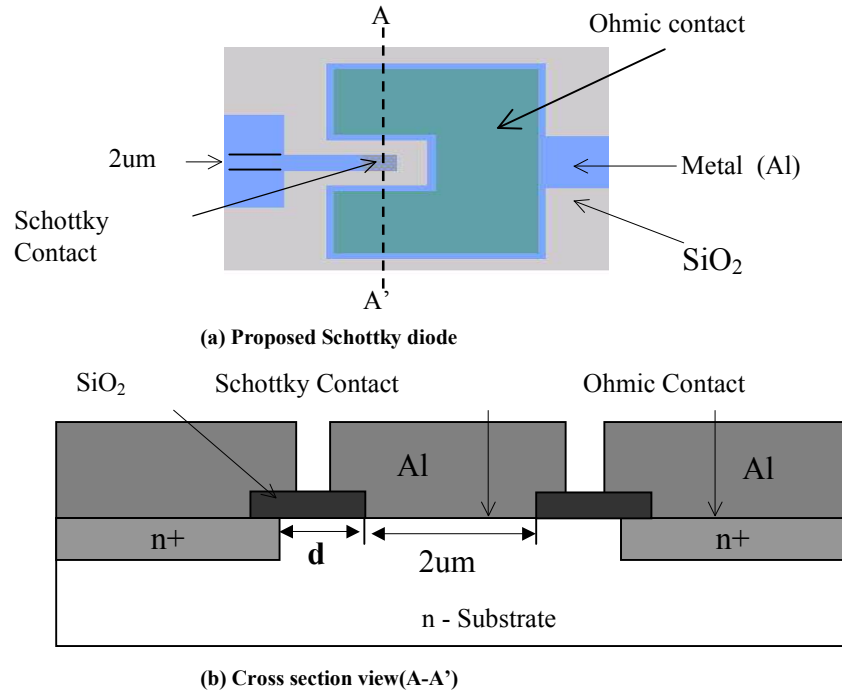 A
Ohmic contact
2um
Metal (Al)
Schottky
Contact
SiO₂
A’
(a) Proposed Schottky diode
SiO₂ Schottky Contact Ohmic Contact
Al Al
n+ d 2um n+
n - Substrate
(b) Cross section view(A-A’)